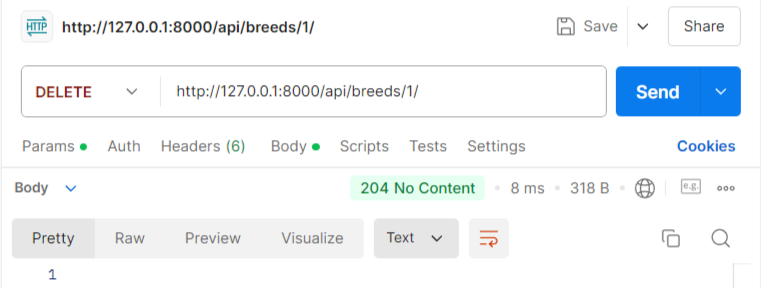 HTTP http://127.0.0.1:8000/api/breeds/1/ Save Share
DELETE http://127.0.0.1:8000/api/breeds/1/ Send
Params Auth Headers (6) Body Scripts Tests Settings Cookies
Body 204 No Content 8 ms 318 B e.g.
Pretty Raw Preview Visualize Text
1